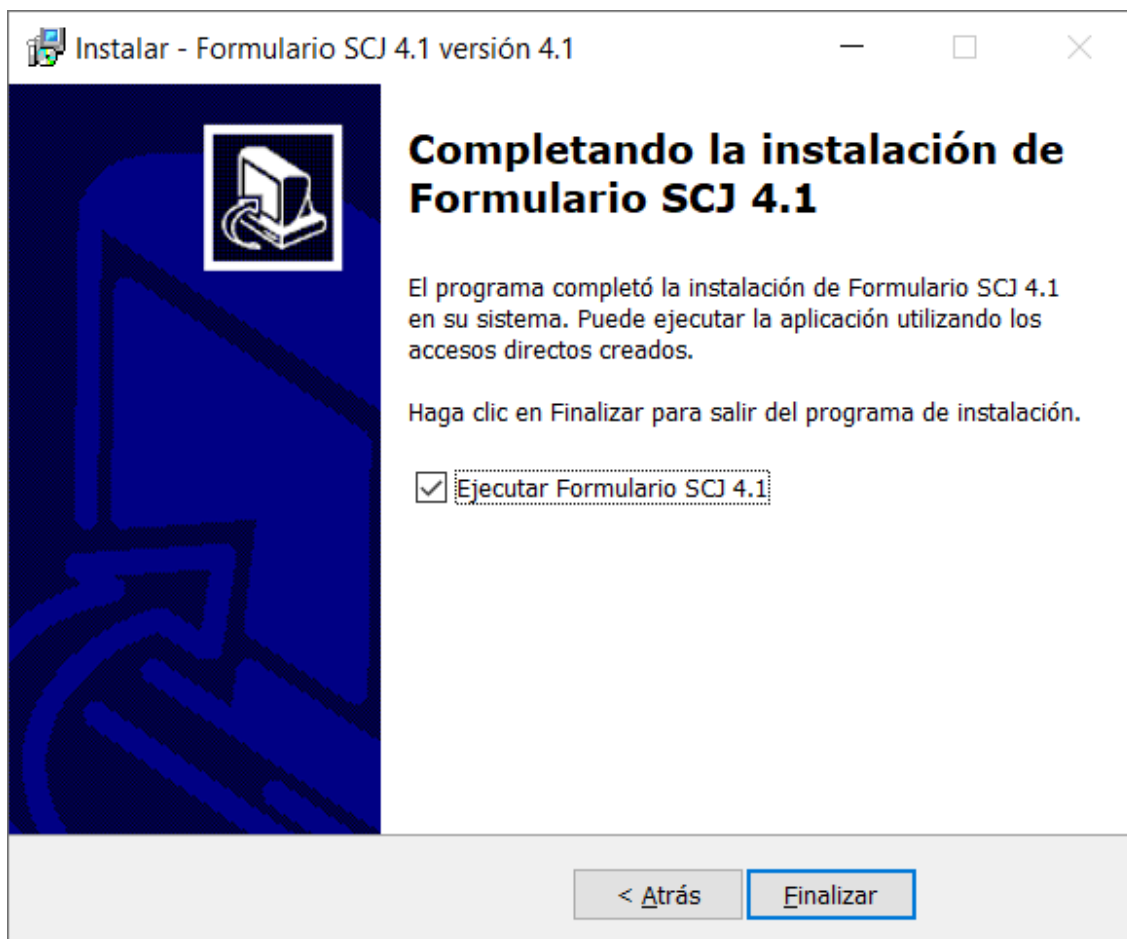 Instalar - Formulario SCJ 4.1 versión 4.1
Completando la instalación de
Formulario SCJ 4.1
El programa completó la instalación de Formulario SCJ 4.1
en su sistema. Puede ejecutar la aplicación utilizando los
accesos directos creados.
Haga clic en Finalizar para salir del programa de instalación.
Ejecutar Formulario SCJ 4.1
< Atrás
Finalizar